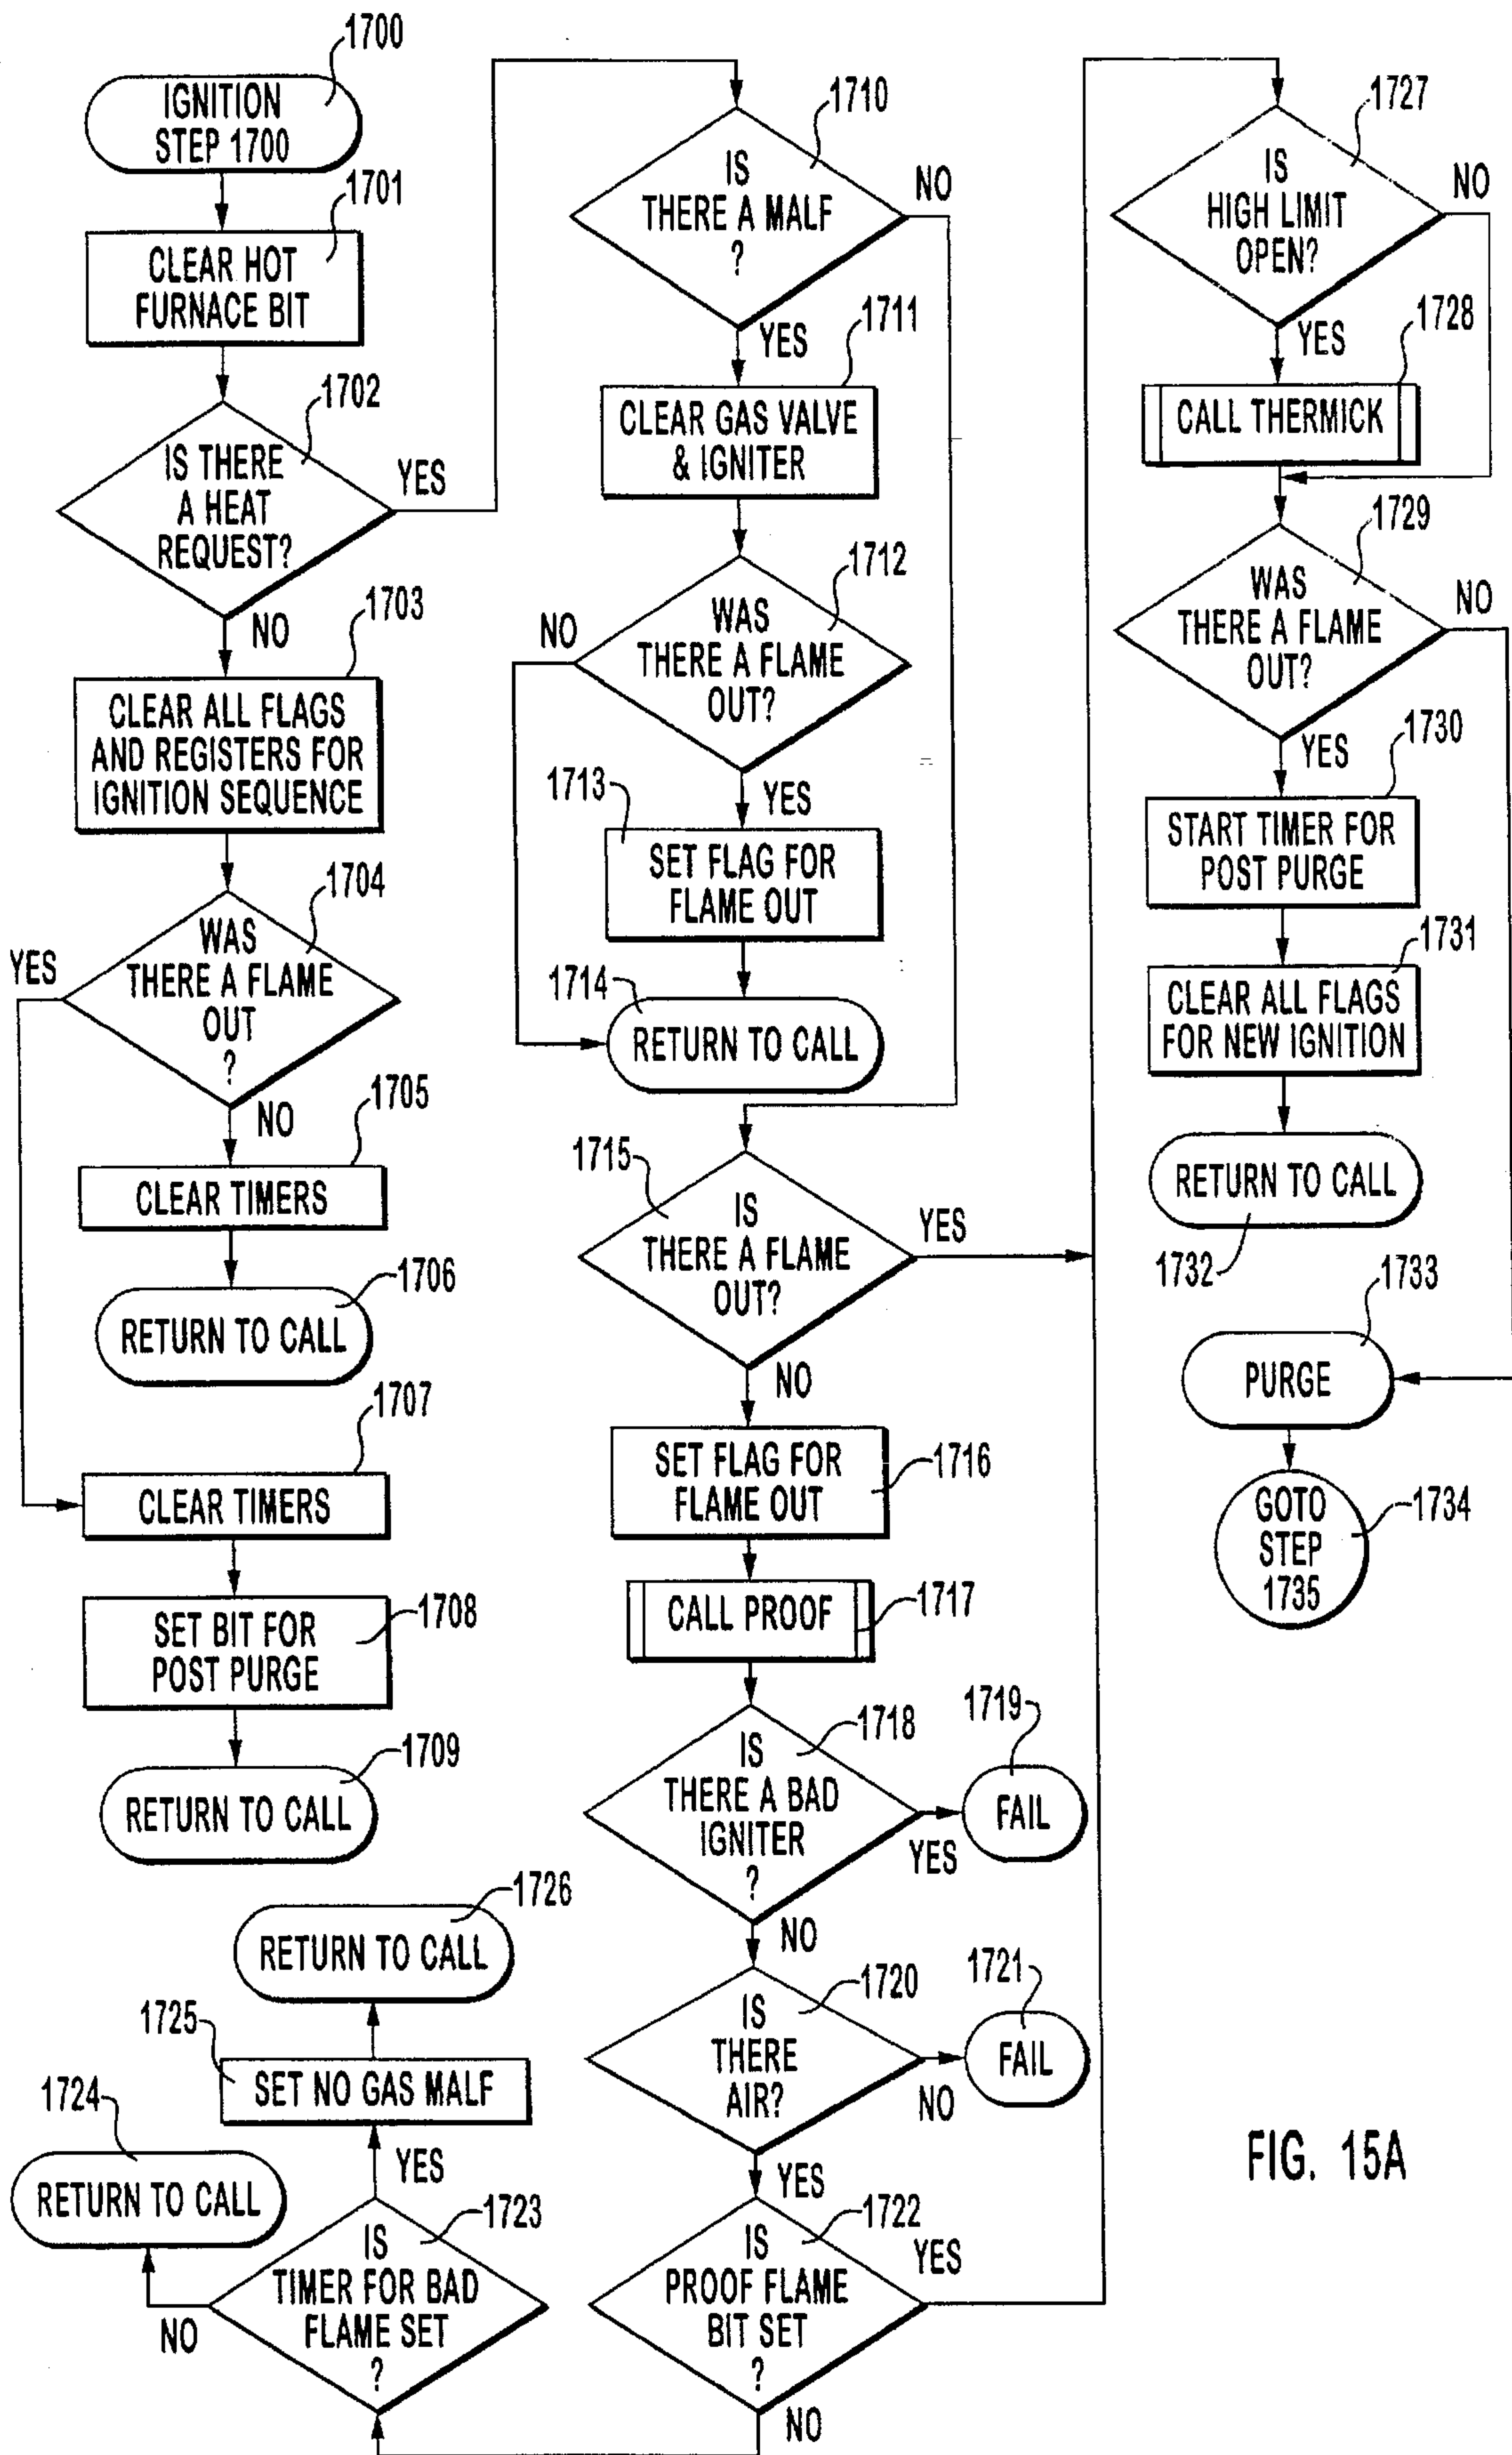 1700
IGNITION
STEP 1700
1701
CLEAR HOT
FURNACE BIT
1702
IS THERE
A HEAT
REQUEST?
YES
NO
1703
CLEAR ALL FLAGS
AND REGISTERS FOR
IGNITION SEQUENCE
1704
WAS
THERE A FLAME
OUT
?
YES
NO
1705
CLEAR TIMERS
1706
RETURN TO CALL
1707
CLEAR TIMERS
1708
SET BIT FOR
POST PURGE
1709
RETURN TO CALL
1710
IS
THERE A MALF
?
NO
YES
1711
CLEAR GAS VALVE
& IGNITER
1712
WAS
THERE A FLAME
OUT?
NO
YES
1713
SET FLAG FOR
FLAME OUT
1714
RETURN TO CALL
1715
IS
THERE A FLAME
OUT?
YES
NO
SET FLAG FOR
FLAME OUT
1716
CALL PROOF
1717
1718
IS
THERE A BAD
IGNITER
?
YES
NO
1719
FAIL
1720
IS
THERE
AIR?
NO
YES
1721
FAIL
1722
IS
PROOF FLAME
BIT SET
?
YES
NO
1723
IS
TIMER FOR BAD
FLAME SET
?
NO
YES
1724
RETURN TO CALL
1725
SET NO GAS MALF
1726
RETURN TO CALL
1727
IS
HIGH LIMIT
OPEN?
NO
YES
1728
CALL THERMICK
1729
WAS
THERE A FLAME
OUT?
NO
YES
1730
START TIMER FOR
POST PURGE
1731
CLEAR ALL FLAGS
FOR NEW IGNITION
RETURN TO CALL
1732
1733
PURGE
GOTO
STEP
1735
1734
FIG. 15A